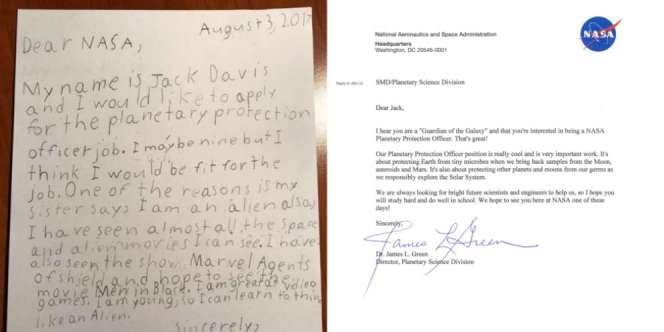 August 3, 2017
Dear NASA,
My name is Jack Davis
and I would like to apply
for the planetary protection
officer job. I may be nine but I
think I would be fit for the
Job. One of the reasons is my
sister says I am an alien also,
I have seen almost all the space
and alien movies I can see. I have
also seen the show Marvel Agents
of Shield and hope to see the
movie Men in Black. I am great at video
games. I am young, so I can learn to think
like an Alien.
Sincerely,
NASA
National Aeronautics and Space Administration
Headquarters
Washington, DC 20546-0001
Reply to Attn of:
SMD/Planetary Science Division
Dear Jack,
I hear you are a "Guardian of the Galaxy" and that you're interested in being a NASA
Planetary Protection Officer. That's great!
Our Planetary Protection Officer position is really cool and is very important work. It's
about protecting Earth from tiny microbes when we bring back samples from the Moon,
asteroids and Mars. It's also about protecting other planets and moons from our germs as
we responsibly explore the Solar System.
We are always looking for bright future scientists and engineers to help us, so I hope you
will study hard and do well in school. We hope to see you here at NASA one of these
days!
Sincerely,
James L Green
Dr. James L. Green
Director, Planetary Science Division